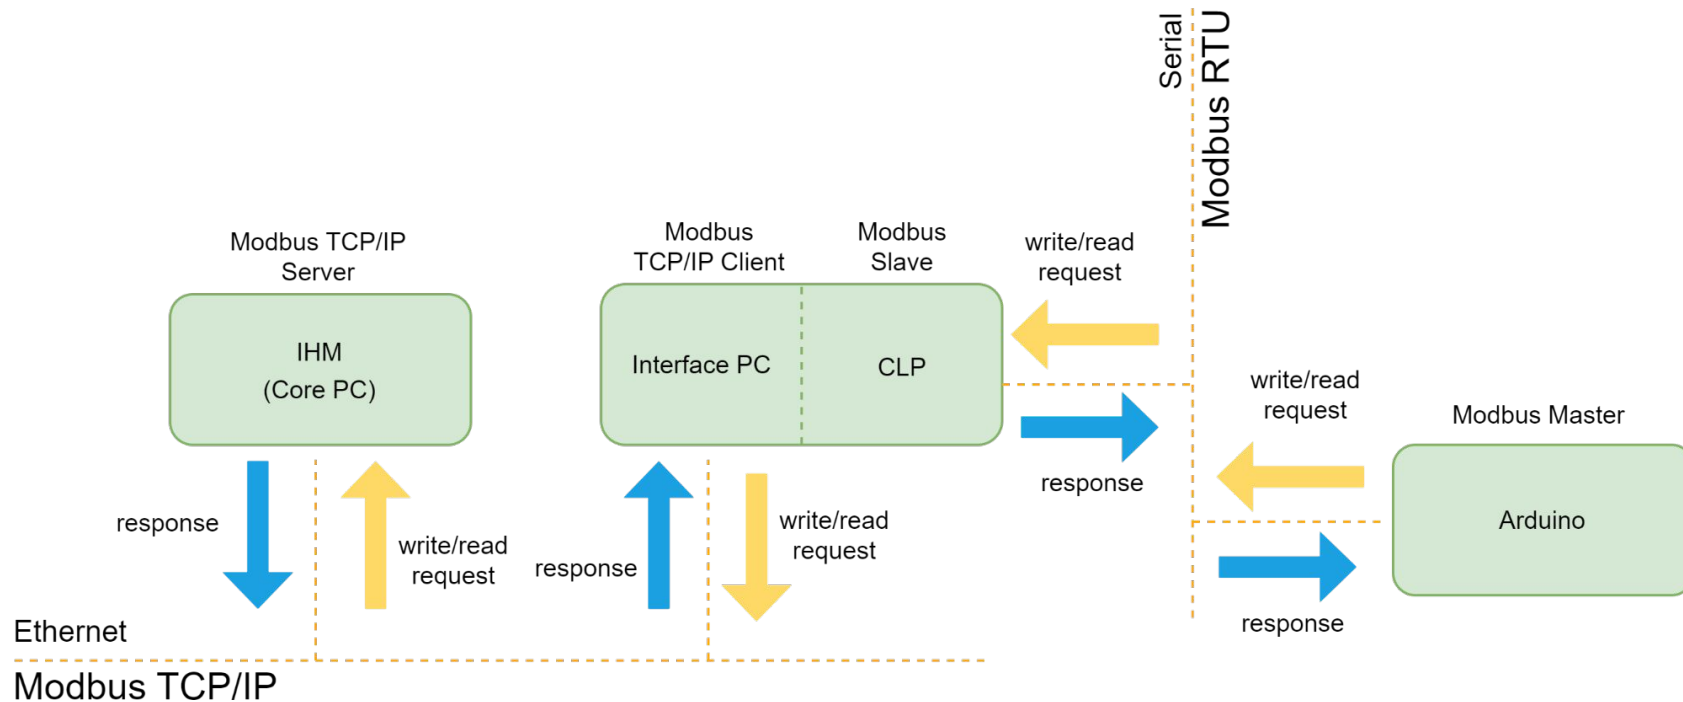 Serial
Modbus RTU
Modbus TCP/IP
Server
IHM
(Core PC)
response
write/read
request
Modbus
TCP/IP Client
Modbus
Slave
Interface PC
CLP
response
write/read
request
write/read
request
response
write/read
request
Modbus Master
Arduino
response
Ethernet
Modbus TCP/IP